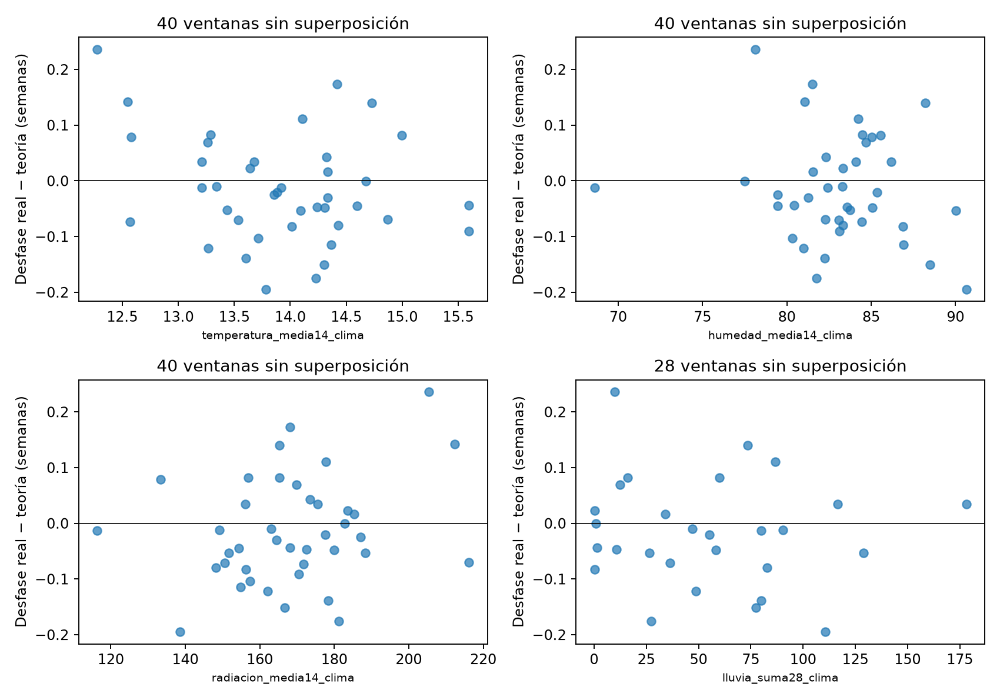 40 ventanas sin superposición
Desfase real − teoría (semanas)
0.2
0.1
0.0
−0.1
−0.2
12.5 13.0 13.5 14.0 14.5 15.0 15.5
temperatura_media14_clima
40 ventanas sin superposición
Desfase real − teoría (semanas)
0.2
0.1
0.0
−0.1
−0.2
70 75 80 85 90
humedad_media14_clima
40 ventanas sin superposición
Desfase real − teoría (semanas)
0.2
0.1
0.0
−0.1
−0.2
120 140 160 180 200 220
radiacion_media14_clima
28 ventanas sin superposición
Desfase real − teoría (semanas)
0.2
0.1
0.0
−0.1
−0.2
0 25 50 75 100 125 150 175
lluvia_suma28_clima